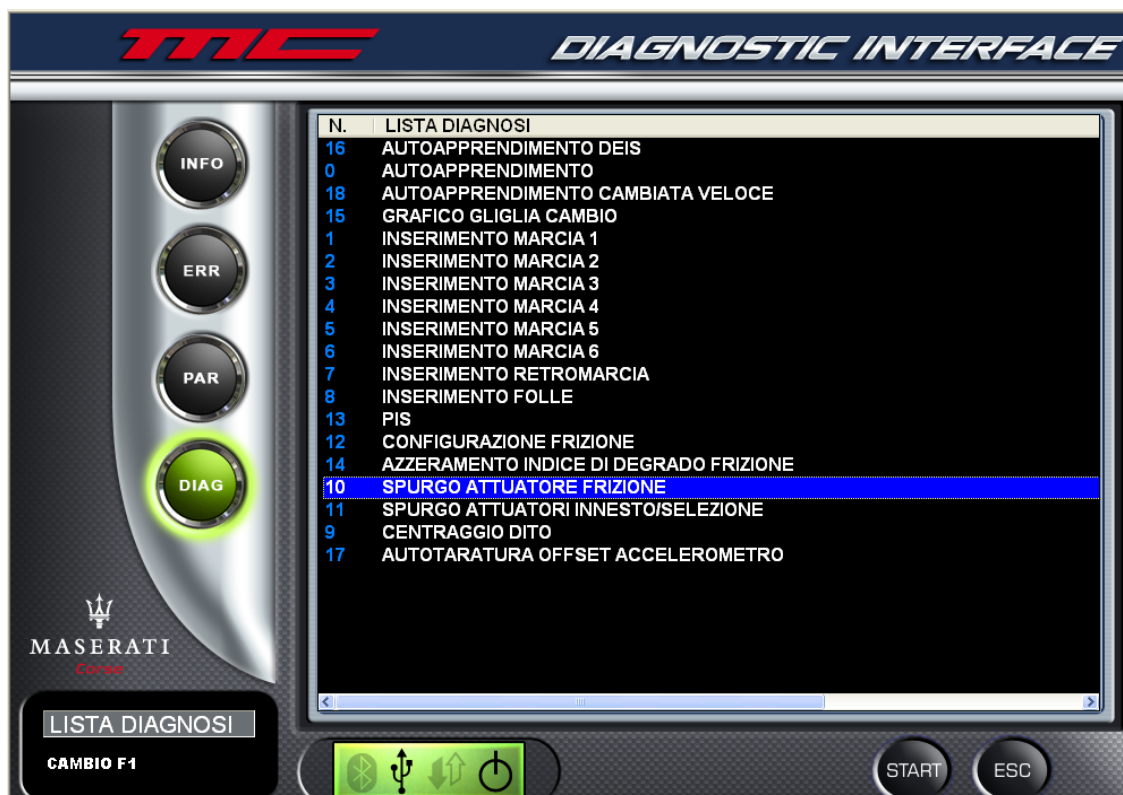 MC DIAGNOSTIC INTERFACE
INFO
ERR
PAR
DIAG
N. LISTA DIAGNOSI
16 AUTOAPPRENDIMENTO DEIS
0 AUTOAPPRENDIMENTO
18 AUTOAPPRENDIMENTO CAMBIATA VELOCE
15 GRAFICO GLIGLIA CAMBIO
1 INSERIMENTO MARCIA 1
2 INSERIMENTO MARCIA 2
3 INSERIMENTO MARCIA 3
4 INSERIMENTO MARCIA 4
5 INSERIMENTO MARCIA 5
6 INSERIMENTO MARCIA 6
7 INSERIMENTO RETROMARCIA
8 INSERIMENTO FOLLE
13 PIS
12 CONFIGURAZIONE FRIZIONE
14 AZZERAMENTO INDICE DI DEGRADO FRIZIONE
10 SPURGO ATTUATORE FRIZIONE
11 SPURGO ATTUATORI INNESTO/SELEZIONE
9 CENTRAGGIO DITO
17 AUTOTARATURA OFFSET ACCELEROMETRO
MASERATI
Corse
LISTA DIAGNOSI
CAMBIO F1
START
ESC